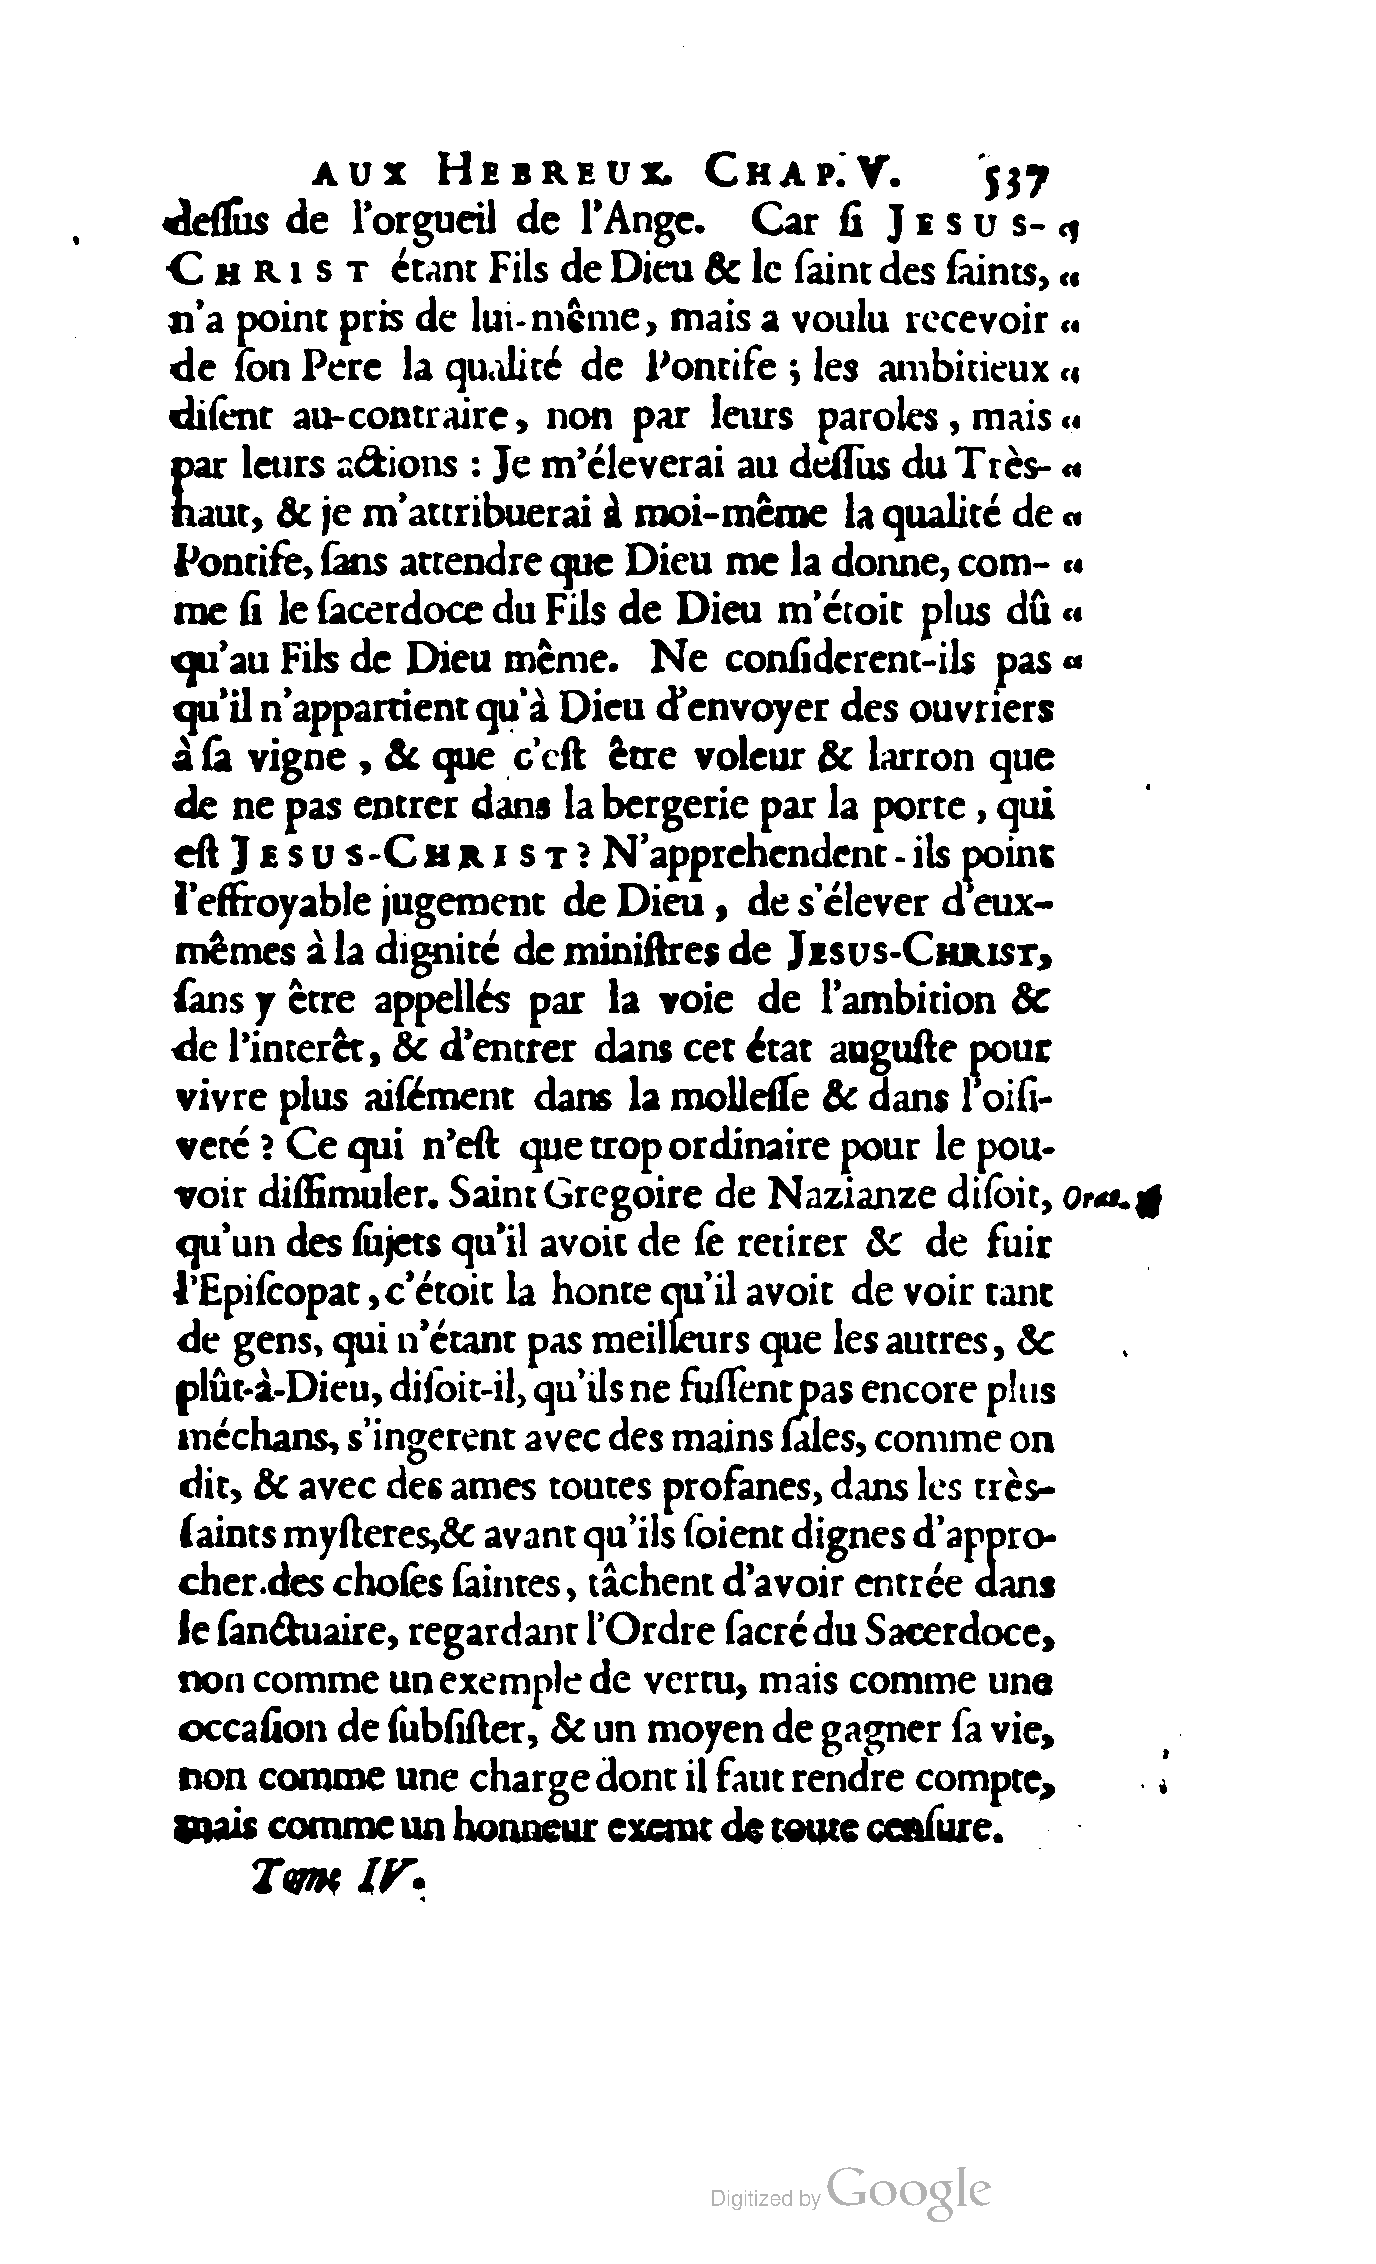 AUX HEBREUX. CHAP. V. 537
deſſus de l'orgueil de l'Ange. Car ſi JESUS- „
CHRIST étant Fils de Dieu & le ſaint des ſaints, „
n'a point pris de lui-même, mais a voulu recevoir „
de ſon Pere la qualité de Pontife ; les ambitieux „
diſent au-contraire, non par leurs paroles, mais „
par leurs actions : Je m'éleverai au deſſus du Très- „
haut, & je m'attribuerai à moi-même la qualité de „
Pontife, ſans attendre que Dieu me la donne, com- „
me ſi le ſacerdoce du Fils de Dieu m'étoit plus dû „
qu'au Fils de Dieu même. Ne conſiderent-ils pas „
qu'il n'appartient qu'à Dieu d'envoyer des ouvriers
à ſa vigne, & que c'eſt être voleur & larron que
de ne pas entrer dans la bergerie par la porte, qui
eſt JESUS-CHRIST ? N'apprehendent-ils point
l'effroyable jugement de Dieu, de s'élever d'eux-
mêmes à la dignité de miniſtres de JESUS-CHRIST,
ſans y être appellés par la voie de l'ambition &
de l'interêt, & d'entrer dans cet état auguſte pour
vivre plus aiſément dans la molleſſe & dans l'oiſi-
veté ? Ce qui n'eſt que trop ordinaire pour le pou-
voir diſſimuler. Saint Gregoire de Nazianze diſoit, Orat.
qu'un des ſujets qu'il avoit de ſe retirer & de fuir
l'Epiſcopat, c'étoit la honte qu'il avoit de voir tant
de gens, qui n'étant pas meilleurs que les autres, &
plût-à-Dieu, diſoit-il, qu'ils ne fuſſent pas encore plus
méchans, s'ingerent avec des mains ſales, comme on
dit, & avec des ames toutes profanes, dans les très-
ſaints myſteres, & avant qu'ils ſoient dignes d'appro-
cher des choſes ſaintes, tâchent d'avoir entrée dans
le ſanctuaire, regardant l'Ordre ſacré du Sacerdoce,
non comme un exemple de vertu, mais comme une
occaſion de ſubſiſter, & un moyen de gagner ſa vie,
non comme une charge dont il faut rendre compte,
mais comme un honneur exemt de toute cenſure.
Tome IV.
Digitized by Google